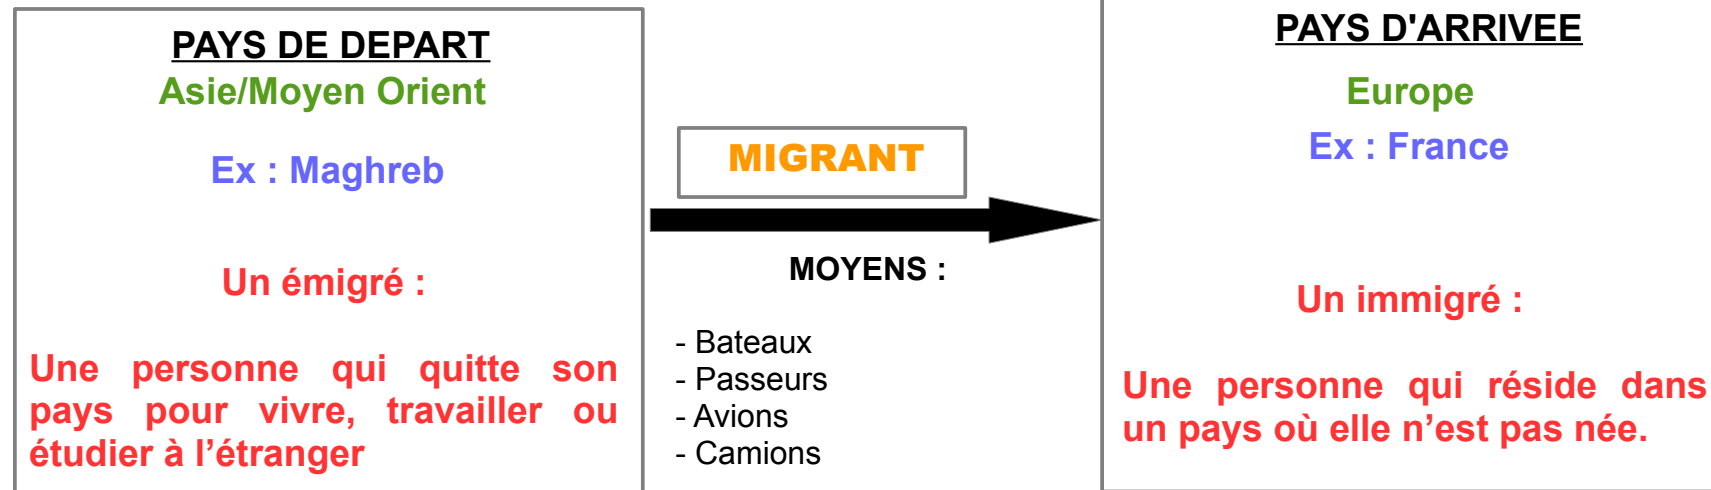 PAYS DE DEPART
Asie/Moyen Orient
Ex : Maghreb
Un émigré :
Une personne qui quitte son
pays pour vivre, travailler ou
étudier à l’étranger
MIGRANT
MOYENS :
- Bateaux
- Passeurs
- Avions
- Camions
PAYS D'ARRIVEE
Europe
Ex : France
Un immigré :
Une personne qui réside dans
un pays où elle n’est pas née.